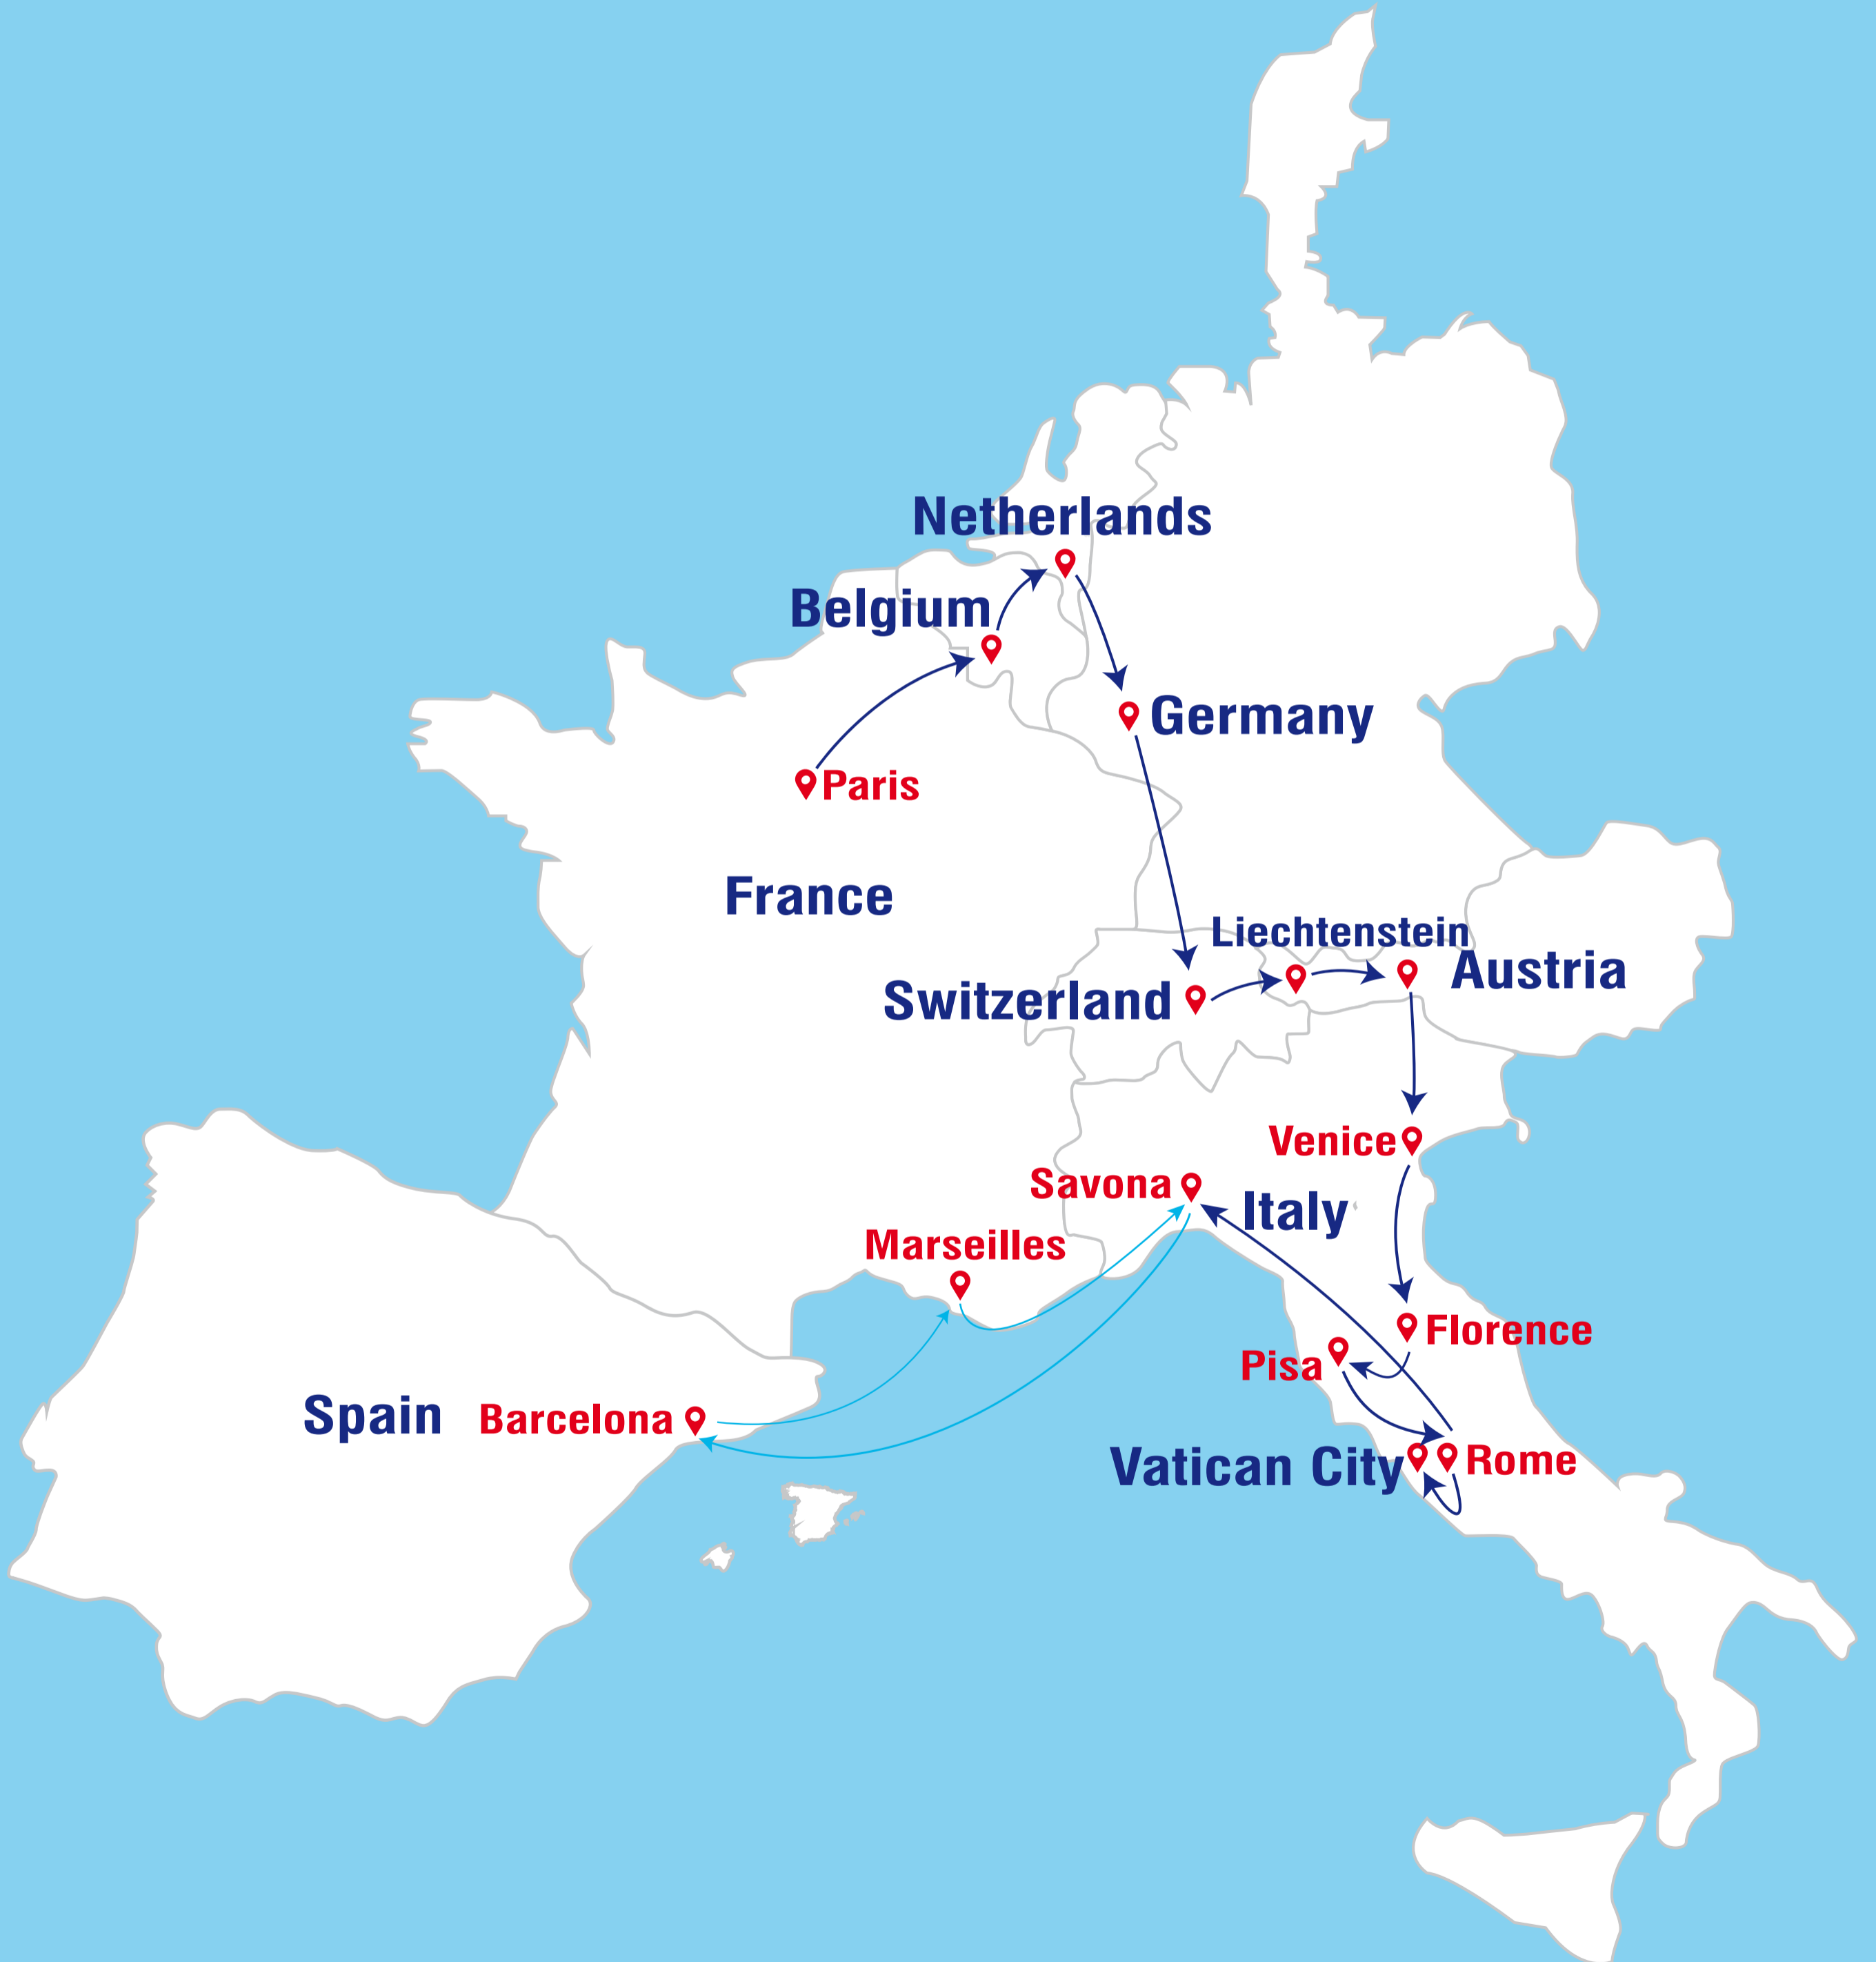 Netherlands
Belgium
Germany
Paris
France
Liechtenstein
Austria
Switzerland
Venice
Savona
Italy
Marseilles
Florence
Pisa
Spain
Barcelona
Vatican City
Rome